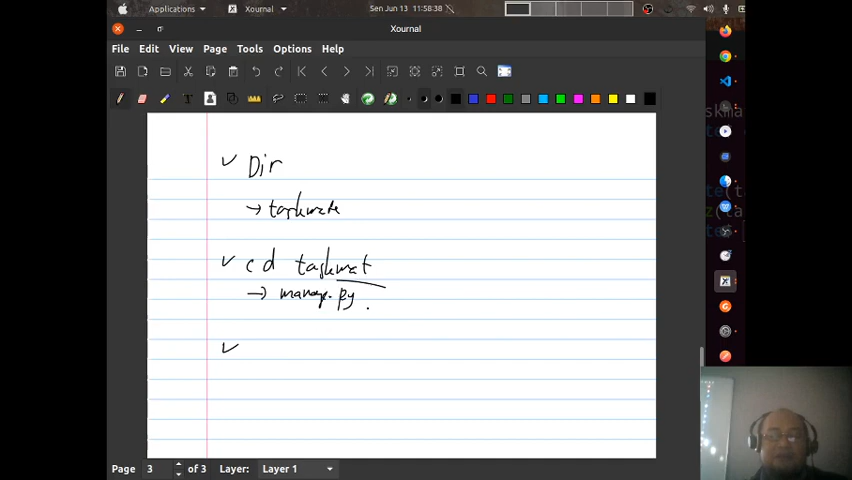 Applications Xournal Sen Jun 13 11:58:38
Xournal
File Edit View Page Tools Options Help
T
✓ Dir
→ taskmate
✓ cd taskmat
→ manage.py
✓
Page 3 of 3 Layer: Layer 1